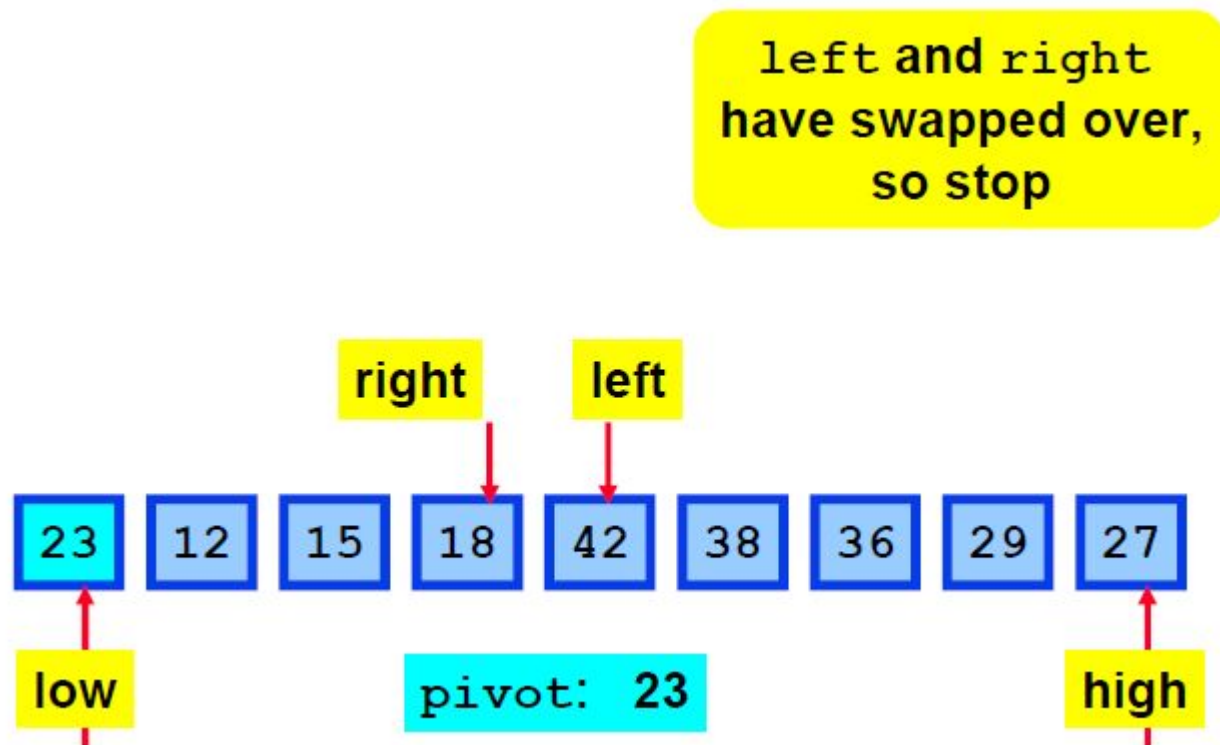 left and right
have swapped over,
so stop
right left
23 12 15 18 42 38 36 29 27
low pivot: 23 high